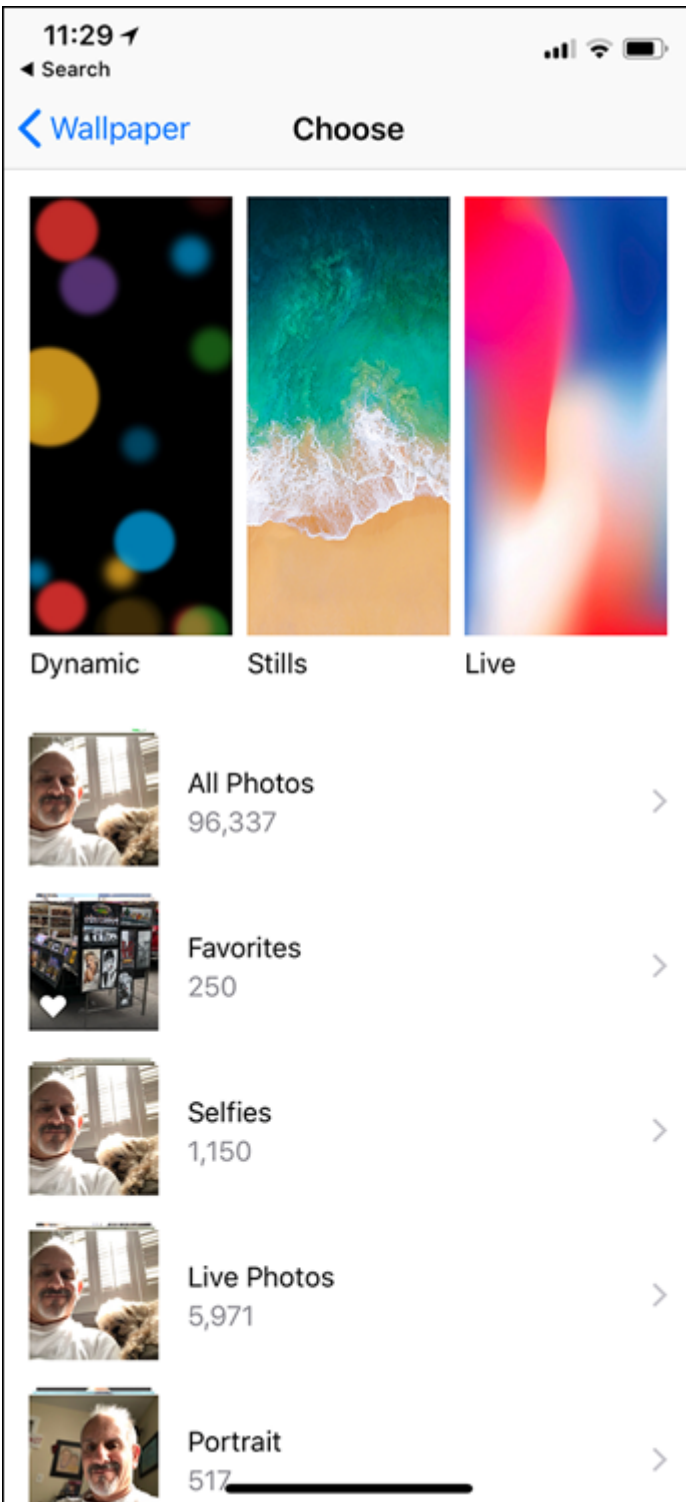 11:29
Search
Wallpaper
Choose
Dynamic
Stills
Live
All Photos
96,337
Favorites
250
Selfies
1,150
Live Photos
5,971
Portrait
517